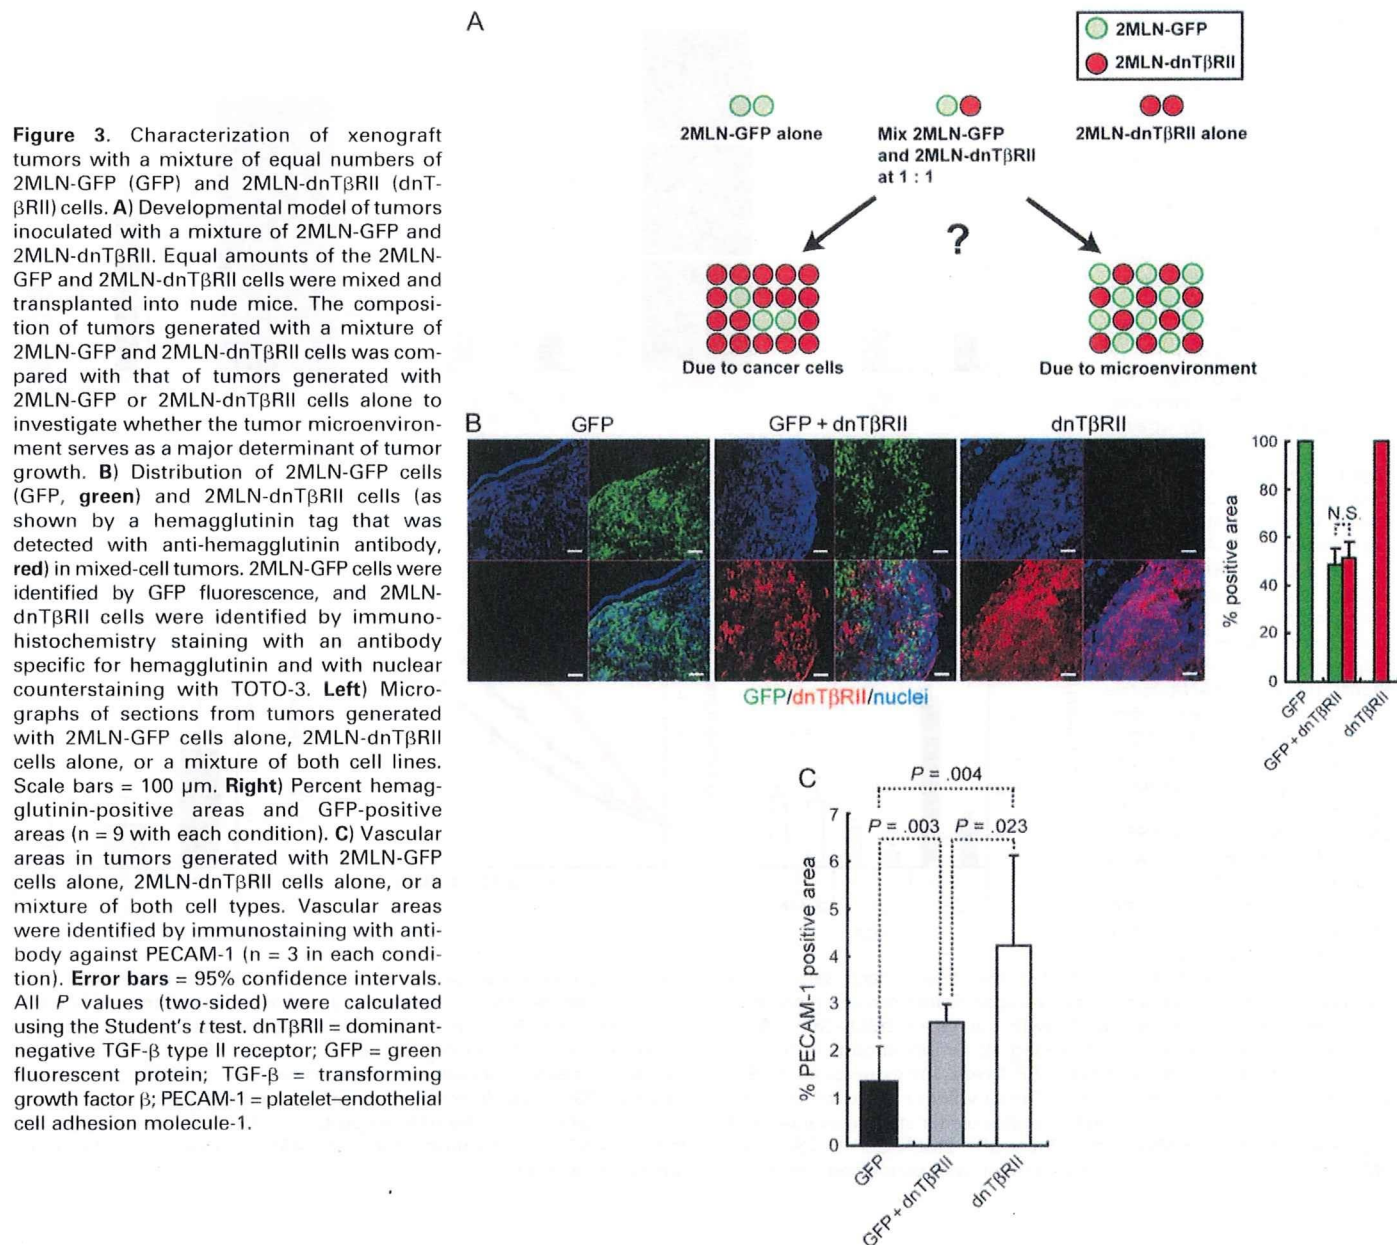 Figure 3. Characterization of xenograft
tumors with a mixture of equal numbers of
2MLN-GFP (GFP) and 2MLN-dnTβRII (dnT-
βRII) cells. A) Developmental model of tumors
inoculated with a mixture of 2MLN-GFP and
2MLN-dnTβRII. Equal amounts of the 2MLN-
GFP and 2MLN-dnTβRII cells were mixed and
transplanted into nude mice. The composi-
tion of tumors generated with a mixture of
2MLN-GFP and 2MLN-dnTβRII cells was com-
pared with that of tumors generated with
2MLN-GFP or 2MLN-dnTβRII cells alone to
investigate whether the tumor microenviron-
ment serves as a major determinant of tumor
growth. B) Distribution of 2MLN-GFP cells
(GFP, green) and 2MLN-dnTβRII cells (as
shown by a hemagglutinin tag that was
detected with anti-hemagglutinin antibody,
red) in mixed-cell tumors. 2MLN-GFP cells were
identified by GFP fluorescence, and 2MLN-
dnTβRII cells were identified by immuno-
histochemistry staining with an antibody
specific for hemagglutinin and with nuclear
counterstaining with TOTO-3. Left) Micro-
graphs of sections from tumors generated
with 2MLN-GFP cells alone, 2MLN-dnTβRII
cells alone, or a mixture of both cell lines.
Scale bars = 100 μm. Right) Percent hemag-
glutinin-positive areas and GFP-positive
areas (n = 9 with each condition). C) Vascular
areas in tumors generated with 2MLN-GFP
cells alone, 2MLN-dnTβRII cells alone, or a
mixture of both cell types. Vascular areas
were identified by immunostaining with anti-
body against PECAM-1 (n = 3 in each condi-
tion). Error bars = 95% confidence intervals.
All P values (two-sided) were calculated
using the Student's t test. dnTβRII = dominant-
negative TGF-β type II receptor; GFP = green
fluorescent protein; TGF-β = transforming
growth factor β; PECAM-1 = platelet–endothelial
cell adhesion molecule-1.
A
2MLN-GFP
2MLN-dnTβRII
2MLN-GFP alone
Mix 2MLN-GFP
and 2MLN-dnTβRII
at 1 : 1
2MLN-dnTβRII alone
?
Due to cancer cells
Due to microenvironment
B
GFP
GFP + dnTβRII
dnTβRII
GFP/dnTβRII/nuclei
% positive area
100
80
60
40
20
0
N.S.
GFP
GFP + dnTβRII
dnTβRII
C
P = .004
P = .003
P = .023
% PECAM-1 positive area
7
6
5
4
3
2
1
0
GFP
GFP + dnTβRII
dnTβRII